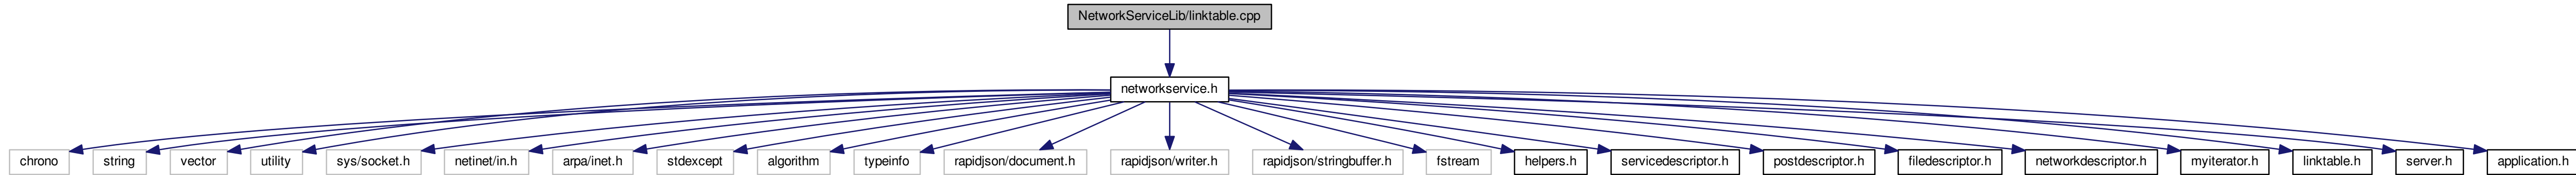 NetworkServiceLib/linktable.cpp
networkservice.h
chrono
string
vector
utility
sys/socket.h
netinet/in.h
arpa/inet.h
stdexcept
algorithm
typeinfo
rapidjson/document.h
rapidjson/writer.h
rapidjson/stringbuffer.h
fstream
helpers.h
servicedescriptor.h
postdescriptor.h
filedescriptor.h
networkdescriptor.h
myiterator.h
linktable.h
server.h
application.h